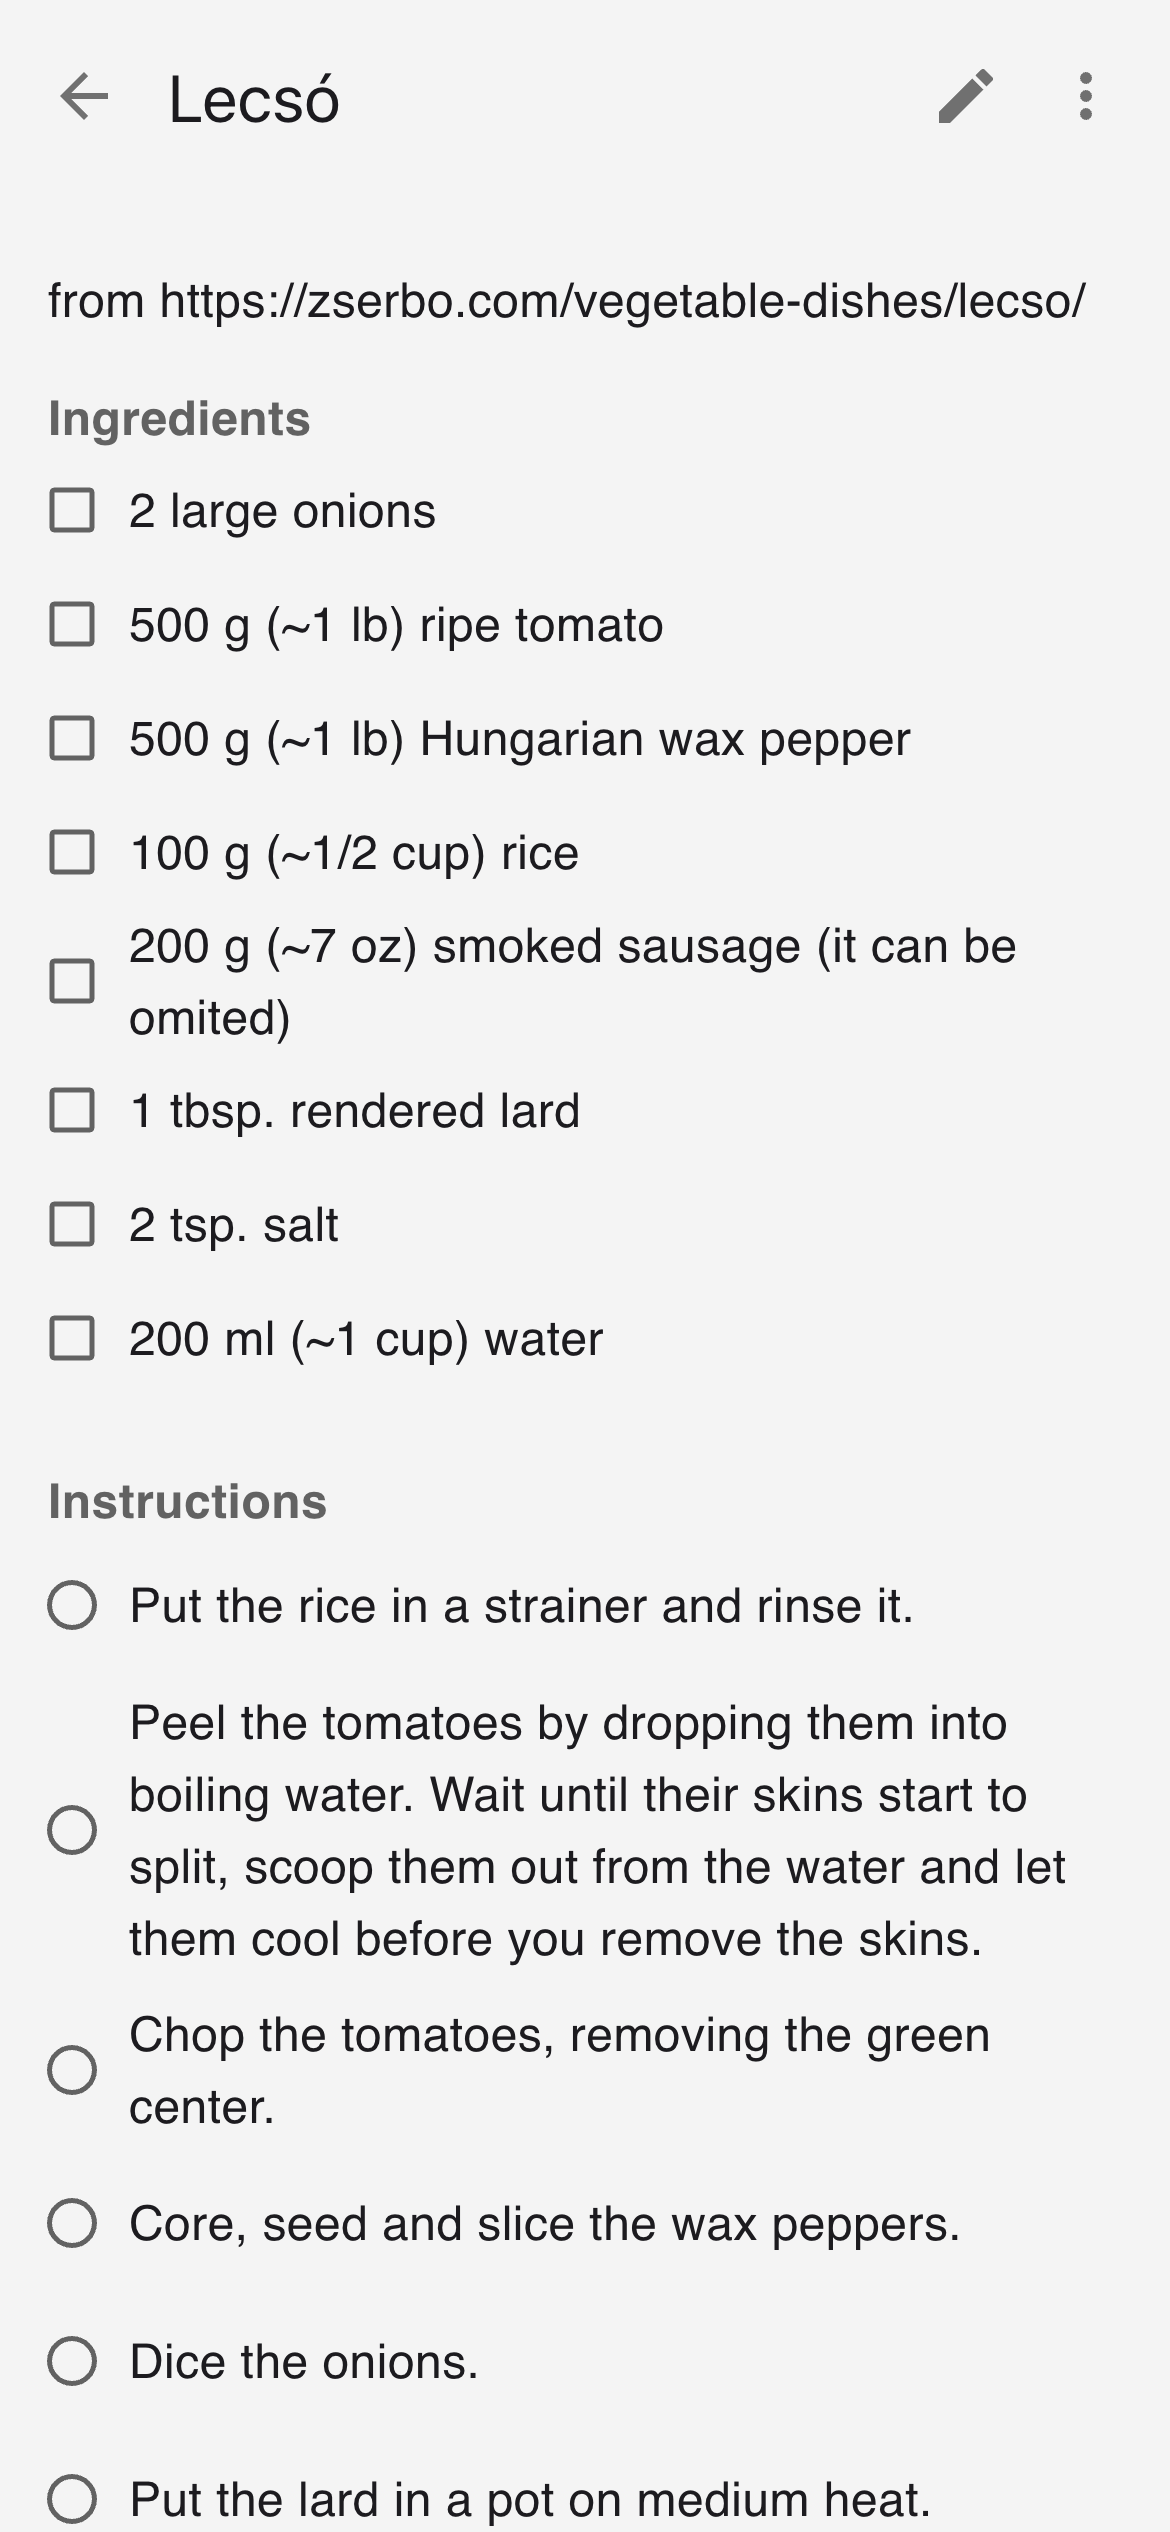 Lecsó
from https://zserbo.com/vegetable-dishes/lecso/
Ingredients
2 large onions
500 g (~1 lb) ripe tomato
500 g (~1 lb) Hungarian wax pepper
100 g (~1/2 cup) rice
200 g (~7 oz) smoked sausage (it can be
omited)
1 tbsp. rendered lard
2 tsp. salt
200 ml (~1 cup) water
Instructions
Put the rice in a strainer and rinse it.
Peel the tomatoes by dropping them into
boiling water. Wait until their skins start to
split, scoop them out from the water and let
them cool before you remove the skins.
Chop the tomatoes, removing the green
center.
Core, seed and slice the wax peppers.
Dice the onions.
Put the lard in a pot on medium heat.